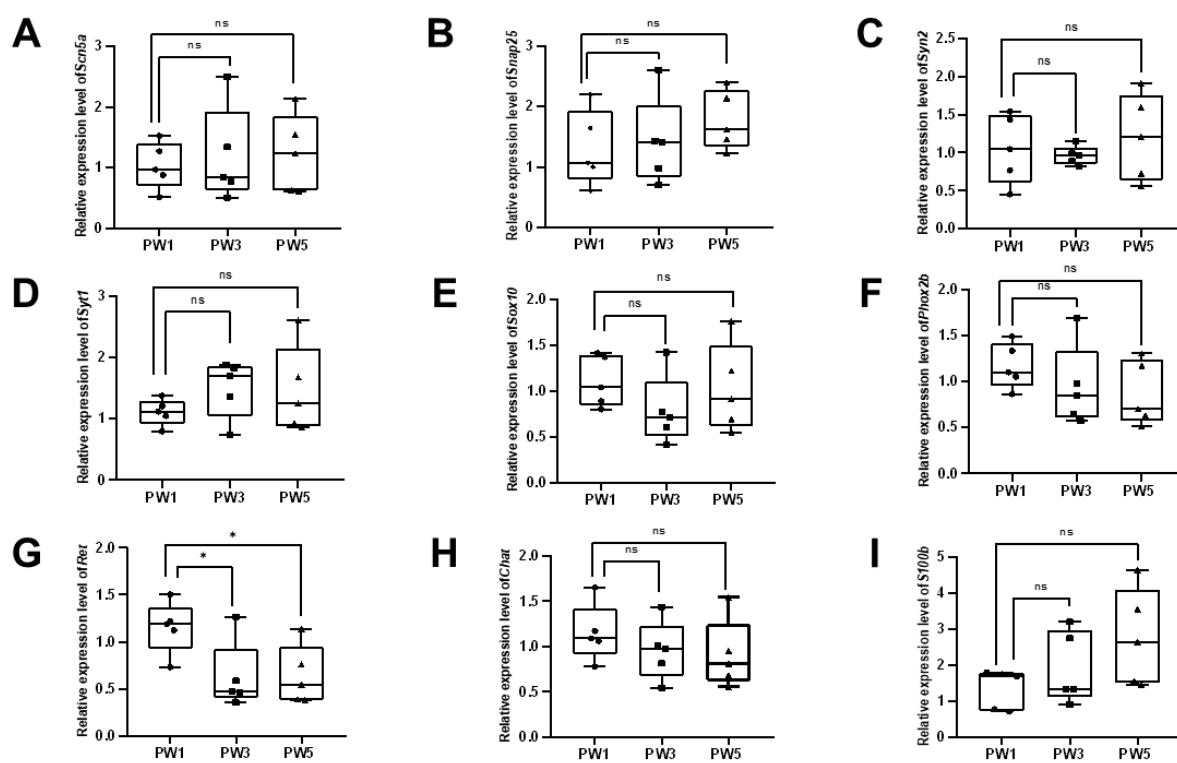 A
Relative expression level of Scn5a
ns
ns
3
2
1
0
PW1 PW3 PW5
B
Relative expression level of Snap25
ns
ns
3
2
1
0
PW1 PW3 PW5
C
Relative expression level of Syn2
ns
ns
2.5
2.0
1.5
1.0
0.5
0.0
PW1 PW3 PW5
D
Relative expression level of Syt1
ns
ns
3
2
1
0
PW1 PW3 PW5
E
Relative expression level of Sox10
ns
ns
2.0
1.5
1.0
0.5
0.0
PW1 PW3 PW5
F
Relative expression level of Phox2b
ns
ns
2.0
1.5
1.0
0.5
0.0
PW1 PW3 PW5
G
Relative expression level of Ret
*
*
2.0
1.5
1.0
0.5
0.0
PW1 PW3 PW5
H
Relative expression level of Chat
ns
ns
2.0
1.5
1.0
0.5
0.0
PW1 PW3 PW5
I
Relative expression level of S100b
ns
ns
5
4
3
2
1
0
PW1 PW3 PW5